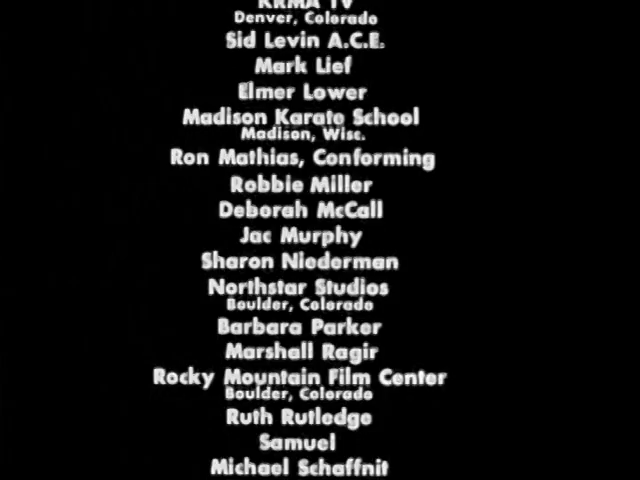 KRMA TV
Denver, Colorado
Sid Levin A.C.E.
Mark Lief
Elmer Lower
Madison Karate School
Madison, Wisc.
Ron Mathias, Conforming
Robbie Miller
Deborah McCall
Jac Murphy
Sharon Niederman
Northstar Studios
Boulder, Colorado
Barbara Parker
Marshall Ragir
Rocky Mountain Film Center
Boulder, Colorado
Ruth Rutledge
Samuel
Michael Schaffnit